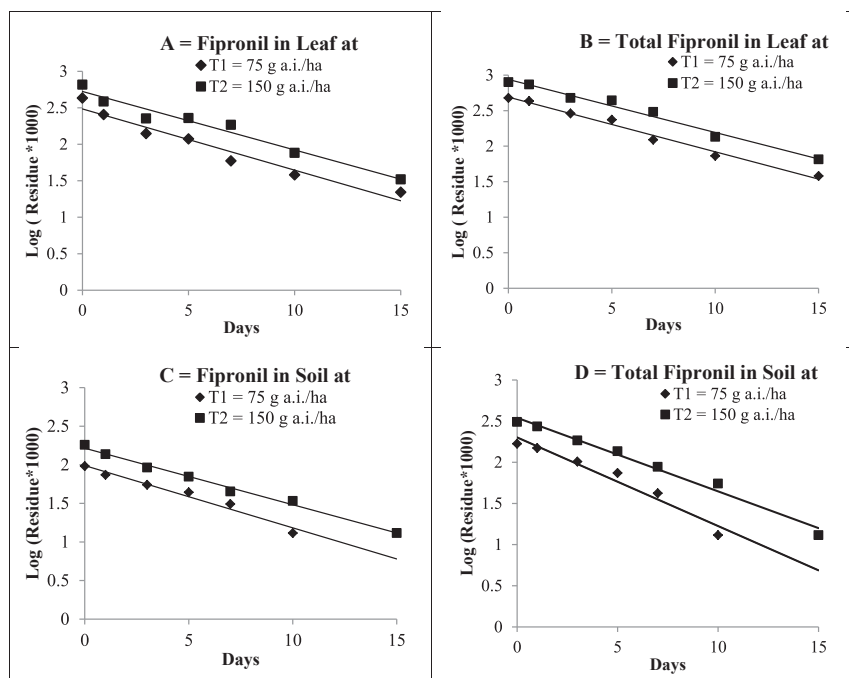 A = Fipronil in Leaf at
T1 = 75 g a.i./ha
T2 = 150 g a.i./ha
3
2.5
2
1.5
1
0.5
0
Log ( Residue *1000)
0
5
10
15
Days
B = Total Fipronil in Leaf at
T1 = 75 g a.i./ha
T2 = 150 g a.i./ha
3
2.5
2
1.5
1
0.5
0
Log ( Residue *1000)
0
5
10
15
Days
C = Fipronil in Soil at
T1 = 75 g a.i./ha
T2 = 150 g a.i./ha
3
2.5
2
1.5
1
0.5
0
Log (Residue*1000)
0
5
10
15
Days
D = Total Fipronil in Soil at
T1 = 75 g a.i./ha
T2 = 150 g a.i./ha
3
2.5
2
1.5
1
0.5
0
Log (Residue*1000)
0
5
10
15
Days